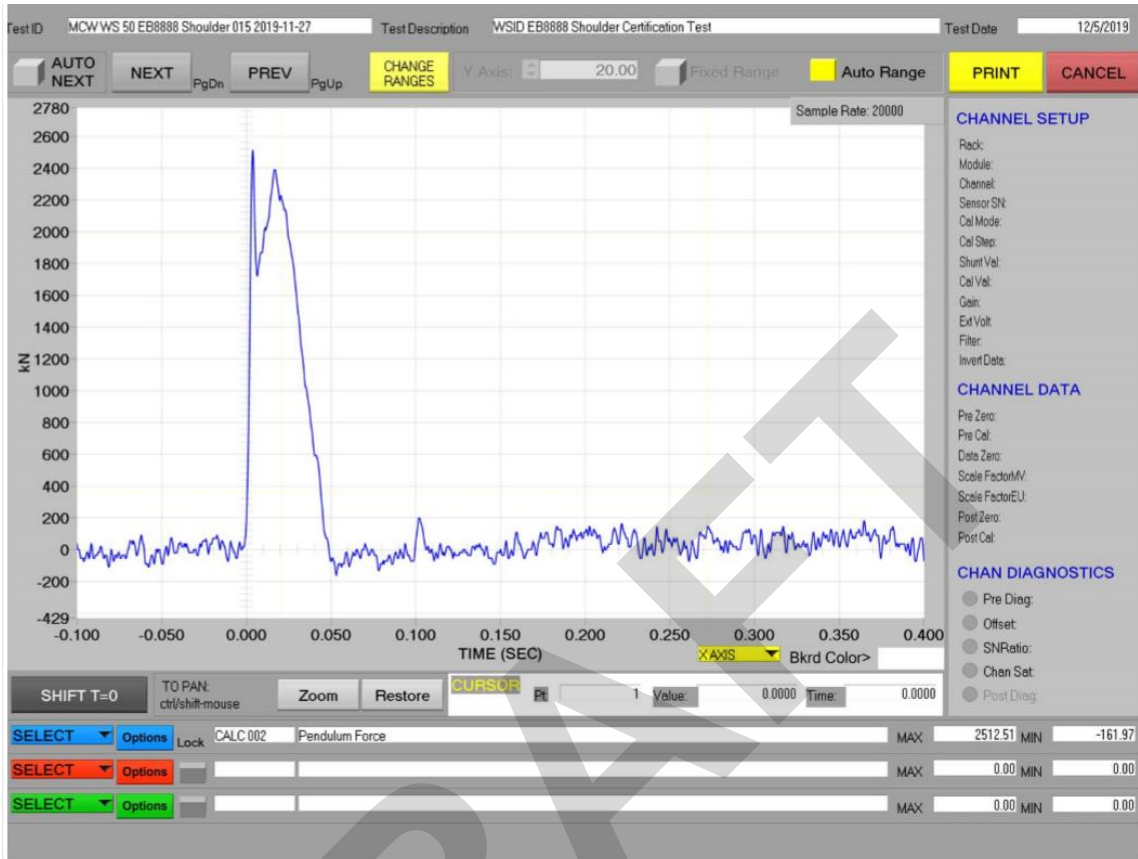 Test ID MCW WS 50 EB8888 Shoulder 015 2019-11-27 Test Description WSID EB8888 Shoulder Certification Test Test Date 12/5/2019
AUTO NEXT NEXT PgDn PREV PgUp CHANGE RANGES Y Axis: 20.00 Fixed Range Auto Range PRINT CANCEL
Sample Rate: 20000
2780
2600
2400
2200
2000
1800
1600
1400
1200
1000
800
600
400
200
0
-200
-429
kN
-0.100 -0.050 0.000 0.050 0.100 0.150 0.200 0.250 0.300 0.350 0.400
TIME (SEC)
X AXIS Bkrd Color>
CHANNEL SETUP
Rack:
Module:
Channel:
Sensor SN:
Cal Mode:
Cal Step:
Shunt Val:
Cal Val:
Gain:
Ext Volt:
Filter:
Invert Data:
CHANNEL DATA
Pre Zero:
Pre Cal:
Data Zero:
Scale FactorMV:
Scale FactorEU:
Post Zero:
Post Cal:
CHAN DIAGNOSTICS
Pre Diag:
Offset:
SNRatio:
Chan Sat:
Post Diag:
SHIFT T=0 TO PAN: ctrl/shift-mouse Zoom Restore CURSOR Pt: 1 Value: 0.0000 Time: 0.0000
SELECT Options Lock CALC 002 Pendulum Force MAX 2512.51 MIN -161.97
SELECT Options MAX 0.00 MIN 0.00
SELECT Options MAX 0.00 MIN 0.00